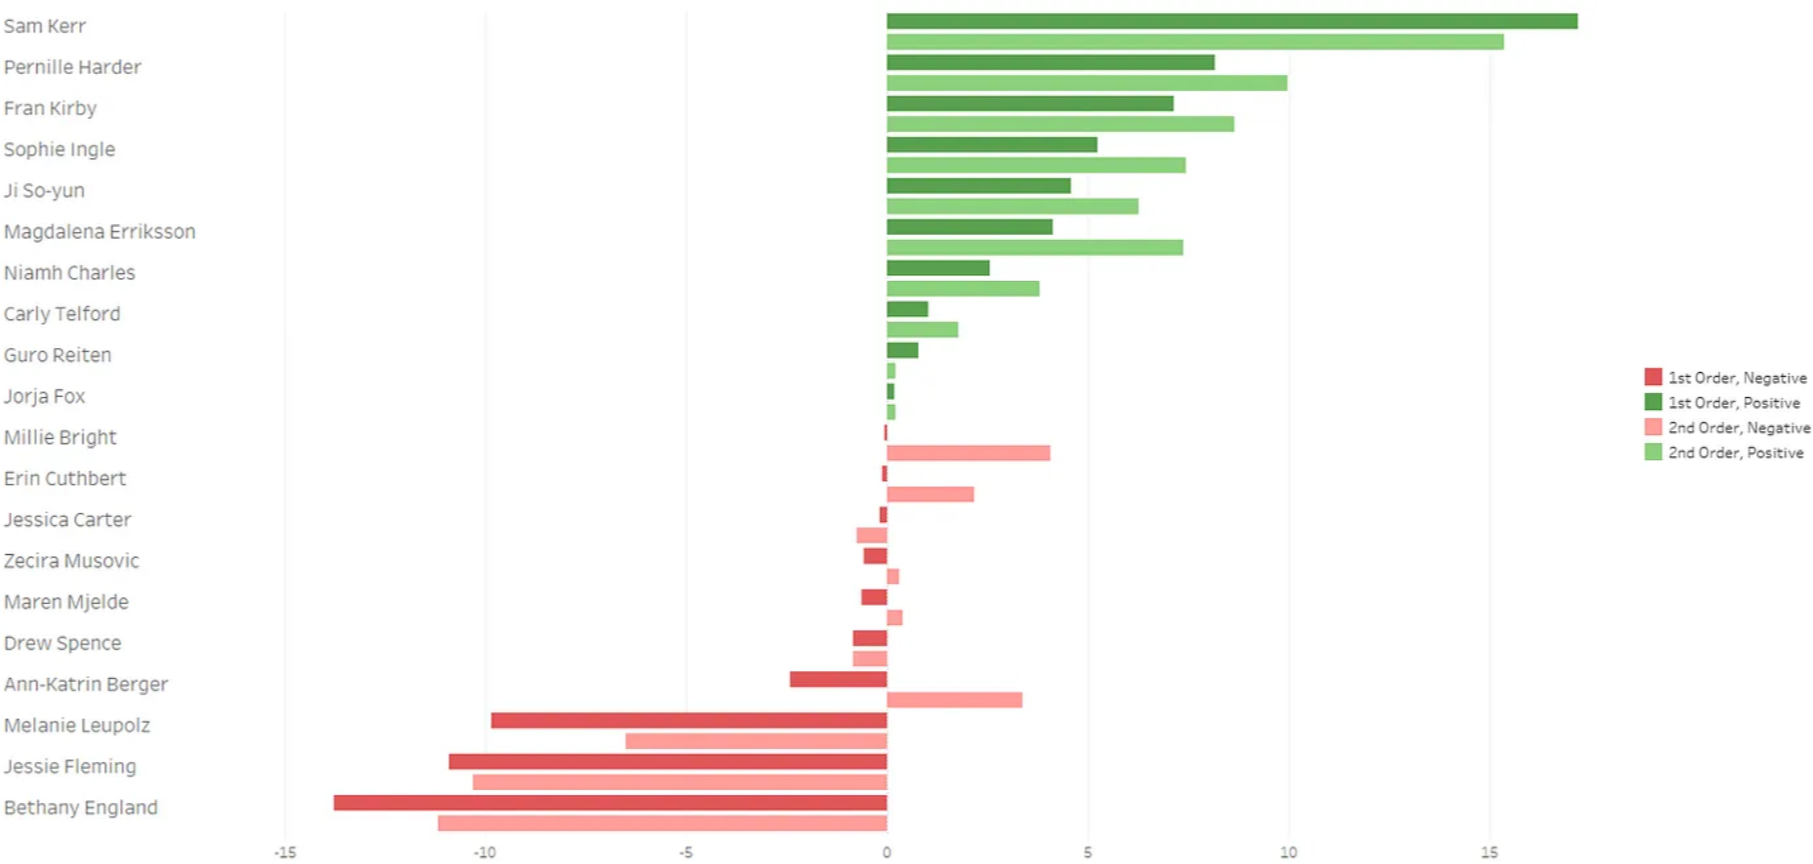 Sam Kerr
Pernille Harder
Fran Kirby
Sophie Ingle
Ji So-yun
Magdalena Erriksson
Niamh Charles
Carly Telford
Guro Reiten
Jorja Fox
Millie Bright
Erin Cuthbert
Jessica Carter
Zecira Musovic
Maren Mjelde
Drew Spence
Ann-Katrin Berger
Melanie Leupolz
Jessie Fleming
Bethany England
-15 -10 -5 0 5 10 15
1st Order, Negative
1st Order, Positive
2nd Order, Negative
2nd Order, Positive